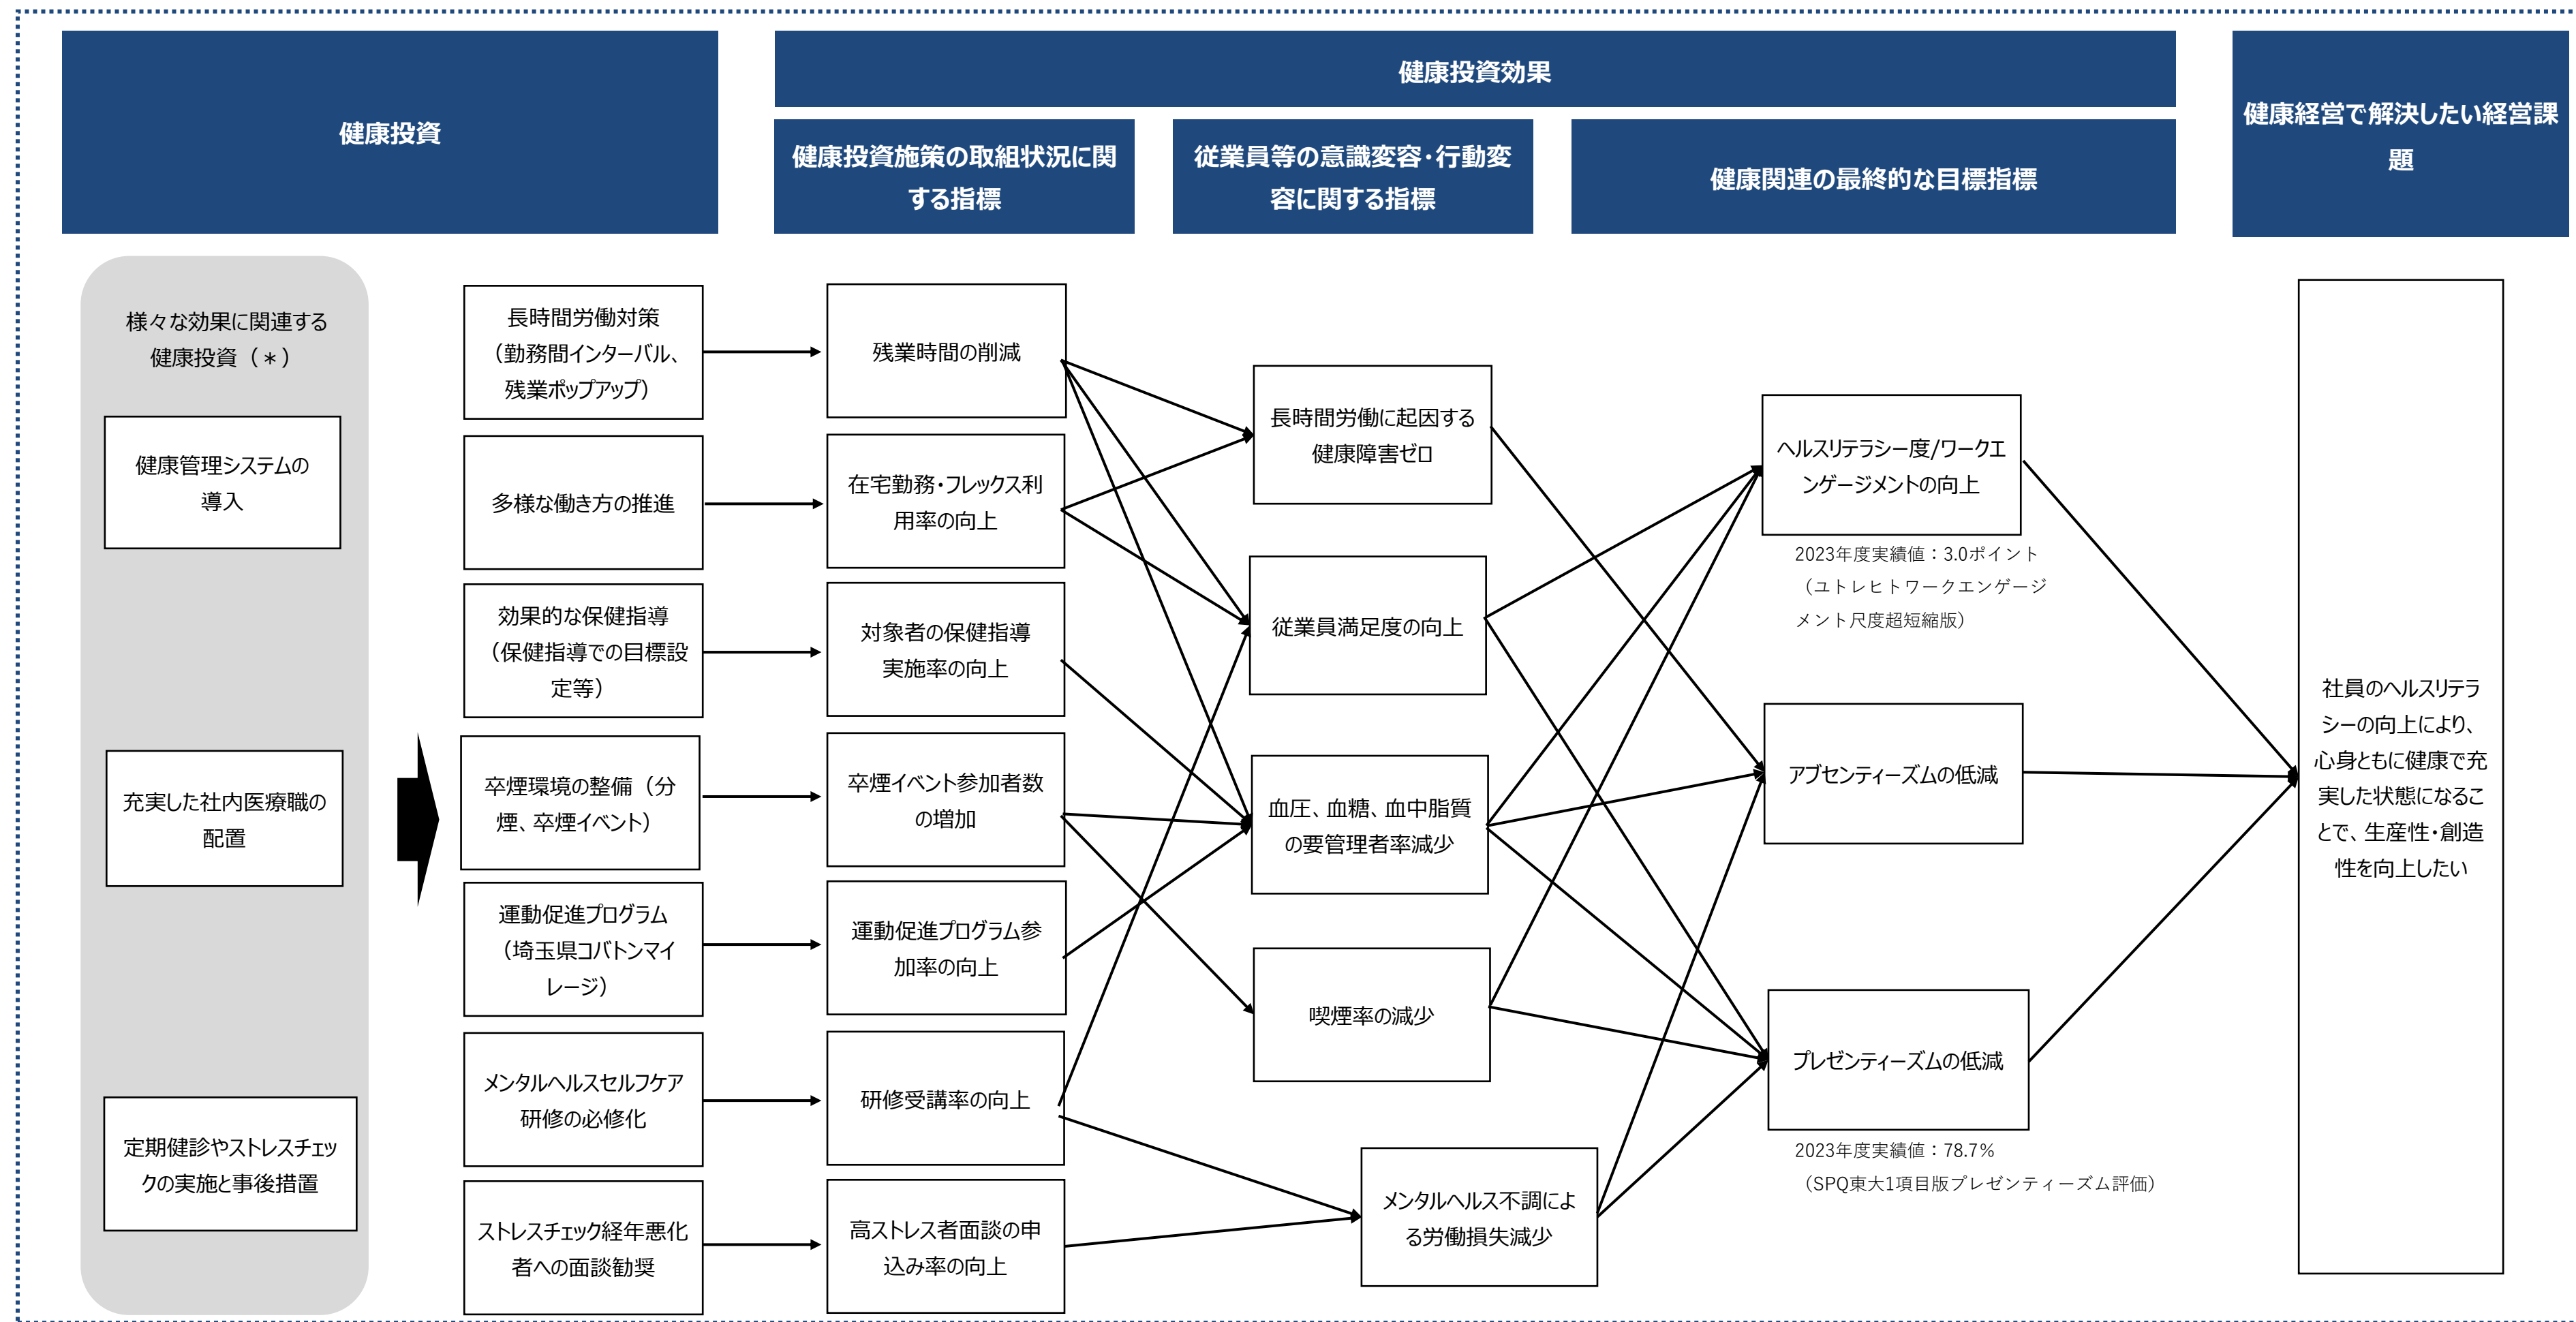 健康投資
健康投資効果
健康経営で解決したい経営課
題
健康投資施策の取組状況に関
する指標
従業員等の意識変容・行動変
容に関する指標
健康関連の最終的な目標指標
様々な効果に関連する
健康投資（＊）
健康管理システムの
導入
充実した社内医療職の
配置
定期健診やストレスチェッ
クの実施と事後措置
長時間労働対策
（勤務間インターバル、
残業ポップアップ）
多様な働き方の推進
効果的な保健指導
（保健指導での目標設
定等）
卒煙環境の整備（分
煙、卒煙イベント）
運動促進プログラム
（埼玉県コバトンマイ
レージ）
メンタルヘルスセルフケア
研修の必修化
ストレスチェック経年悪化
者への面談勧奨
残業時間の削減
在宅勤務・フレックス利
用率の向上
対象者の保健指導
実施率の向上
卒煙イベント参加者数
の増加
運動促進プログラム参
加率の向上
研修受講率の向上
高ストレス者面談の申
込み率の向上
長時間労働に起因する
健康障害ゼロ
従業員満足度の向上
血圧、血糖、血中脂質
の要管理者率減少
喫煙率の減少
メンタルヘルス不調によ
る労働損失減少
ヘルスリテラシー度/ワークエ
ンゲージメントの向上
2023年度実績値：3.0ポイント
（ユトレヒトワークエンゲージ
メント尺度超短縮版）
アブセンティーズムの低減
プレゼンティーズムの低減
2023年度実績値：78.7％
（SPQ東大1項目版プレゼンティーズム評価）
社員のヘルスリテラ
シーの向上により、
心身ともに健康で充
実した状態になるこ
とで、生産性・創造
性を向上したい